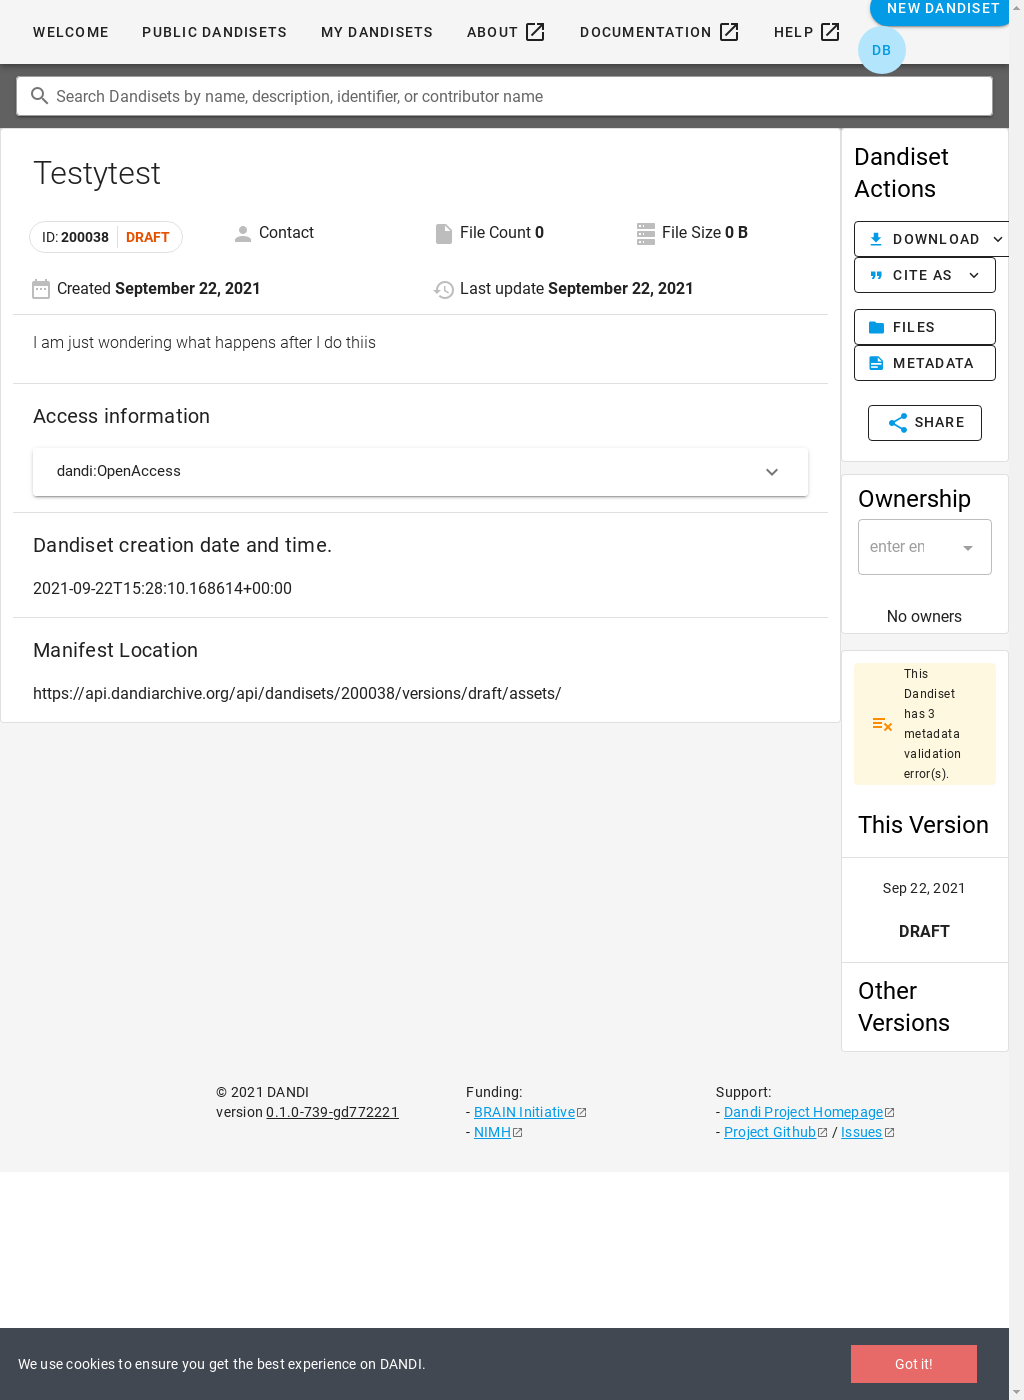 WELCOME PUBLIC DANDISETS MY DANDISETS ABOUT DOCUMENTATION HELP NEW DANDISET
DB
Search Dandisets by name, description, identifier, or contributor name
Testytest
ID: 200038 DRAFT Contact File Count 0 File Size 0 B
Created September 22, 2021 Last update September 22, 2021
I am just wondering what happens after I do thiis
Access information
dandi:OpenAccess
Dandiset creation date and time.
2021-09-22T15:28:10.168614+00:00
Manifest Location
https://api.dandiarchive.org/api/dandisets/200038/versions/draft/assets/
Dandiset
Actions
DOWNLOAD
CITE AS
FILES
METADATA
SHARE
Ownership
enter en
No owners
This
Dandiset
has 3
metadata
validation
error(s).
This Version
Sep 22, 2021
DRAFT
Other
Versions
© 2021 DANDI
version 0.1.0-739-gd772221
Funding:
- BRAIN Initiative
- NIMH
Support:
- Dandi Project Homepage
- Project Github / Issues
We use cookies to ensure you get the best experience on DANDI.
Got it!